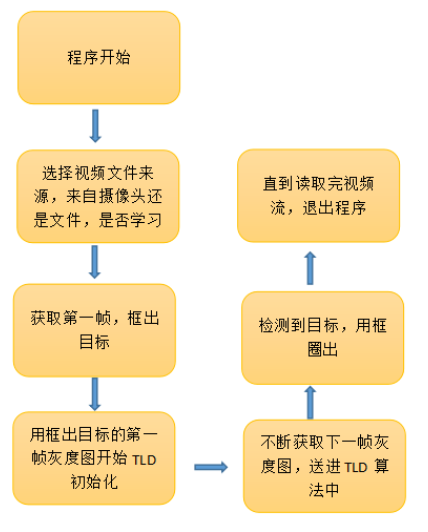 程序开始
选择视频文件来
源，来自摄像头还
是文件，是否学习
获取第一帧，框出
目标
用框出目标的第一
帧灰度图开始 TLD
初始化
不断获取下一帧灰
度图，送进 TLD 算
法中
检测到目标，用框
圈出
直到读取完视频
流，退出程序